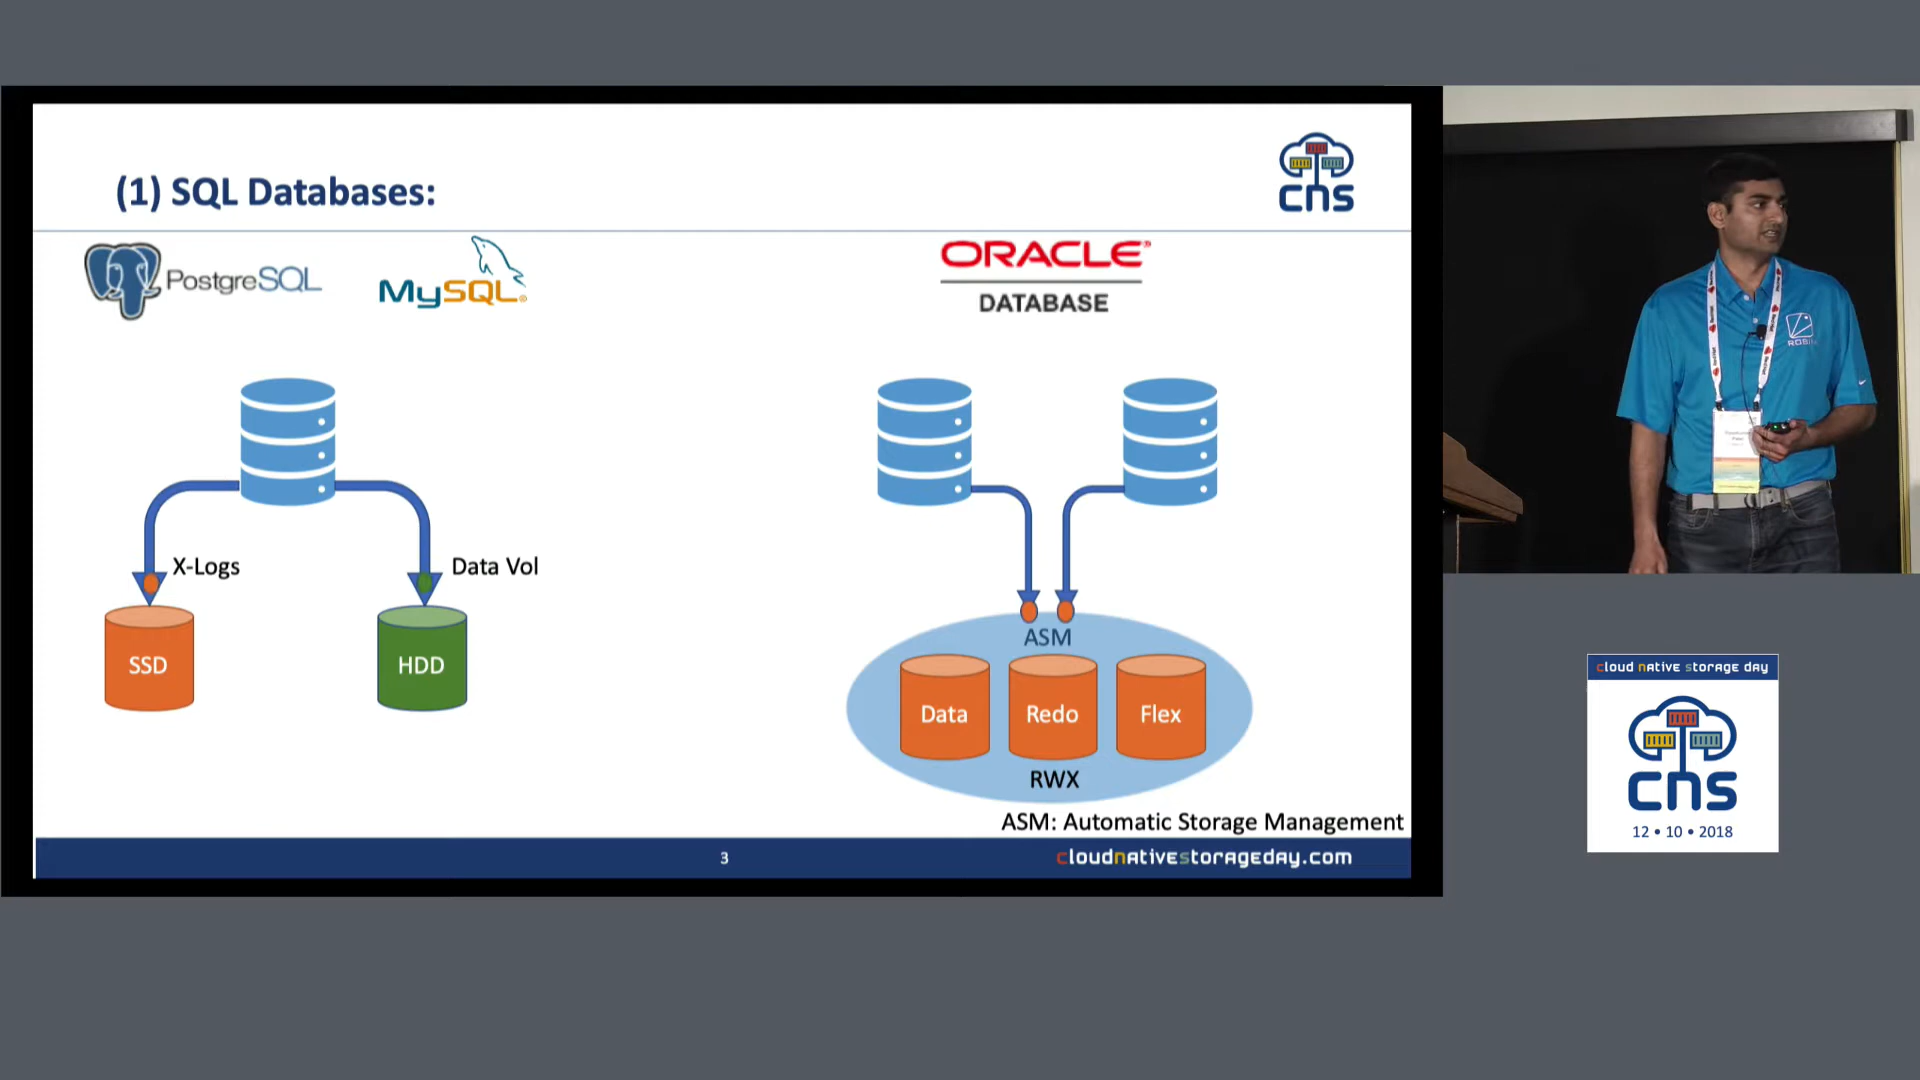 (1) SQL Databases:
cns
PostgreSQL
MySQL®
ORACLE®
DATABASE
X-Logs
Data Vol
SSD
HDD
ASM
Data
Redo
Flex
RWX
ASM: Automatic Storage Management
3
cloudnativestorageday.com
cloud native storage day
cns
12 • 10 • 2018